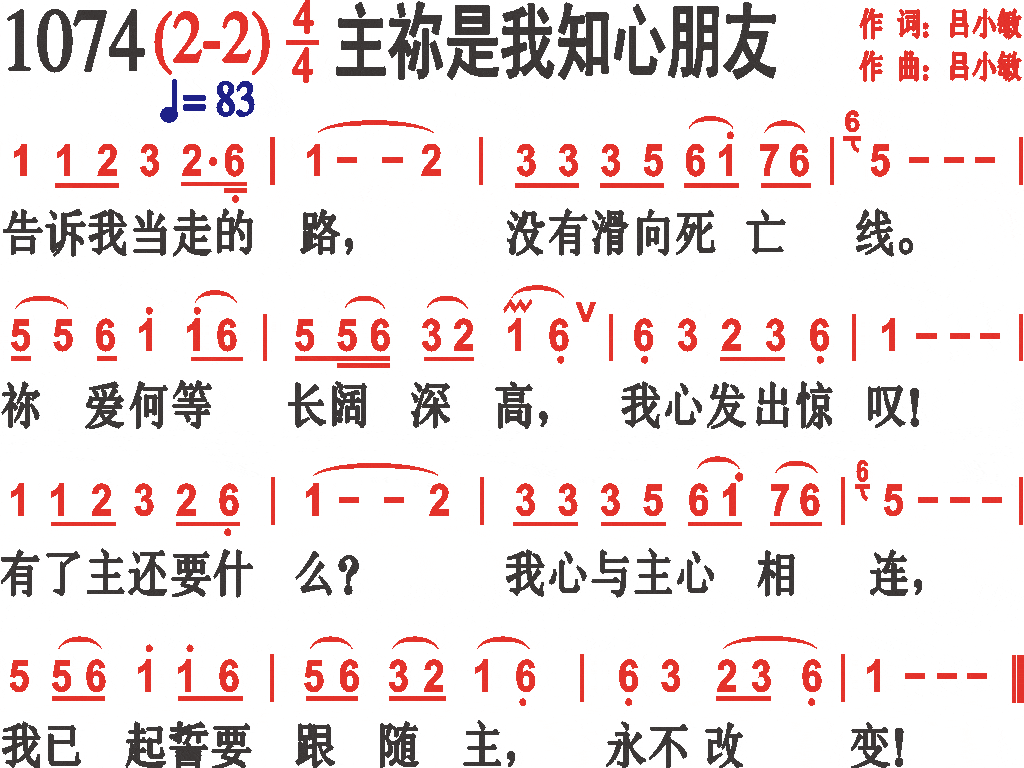 1074 (2-2) 4/4 主祢是我知心朋友 作 词：吕小敏
♩= 83 作 曲：吕小敏
1 1 2 3 2·6 | 1 - - 2 | 3 3 3 5 6 i 7 6 | 6 5 - - - |
告诉我当走的 路， 没有滑向死 亡 线。
5 5 6 i i 6 | 5 5 6 3 2 1 6 V | 6 3 2 3 6 | 1 - - - |
祢 爱何等 长阔 深 高， 我心发出惊 叹！
1 1 2 3 2 6 | 1 - - 2 | 3 3 3 5 6 i 7 6 | 6 5 - - - |
有了主还要什 么？ 我心与主心 相 连，
5 5 6 i i 6 | 5 6 3 2 1 6 | 6 3 2 3 6 | 1 - - - ‖
我已 起誓要 跟 随 主， 永不 改 变！